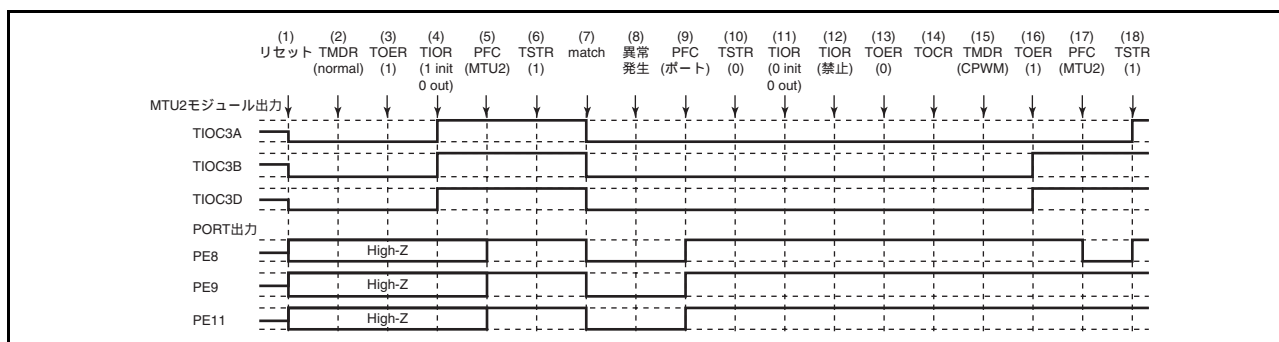 (1) (2) (3) (4) (5) (6) (7) (8) (9) (10) (11) (12) (13) (14) (15) (16) (17) (18)
リセット TMDR TOER TIOR PFC TSTR match 異常 PFC TSTR TIOR TIOR TOER TOCR TMDR TOER PFC TSTR
(normal) (1) (1 init (MTU2) (1) 発生 (ポート) (0) (0 init (禁止) (0) (CPWM) (1) (MTU2) (1)
0 out) 0 out)
MTU2モジュール出力
TIOC3A
TIOC3B
TIOC3D
PORT出力
PE8 High-Z
PE9 High-Z
PE11 High-Z